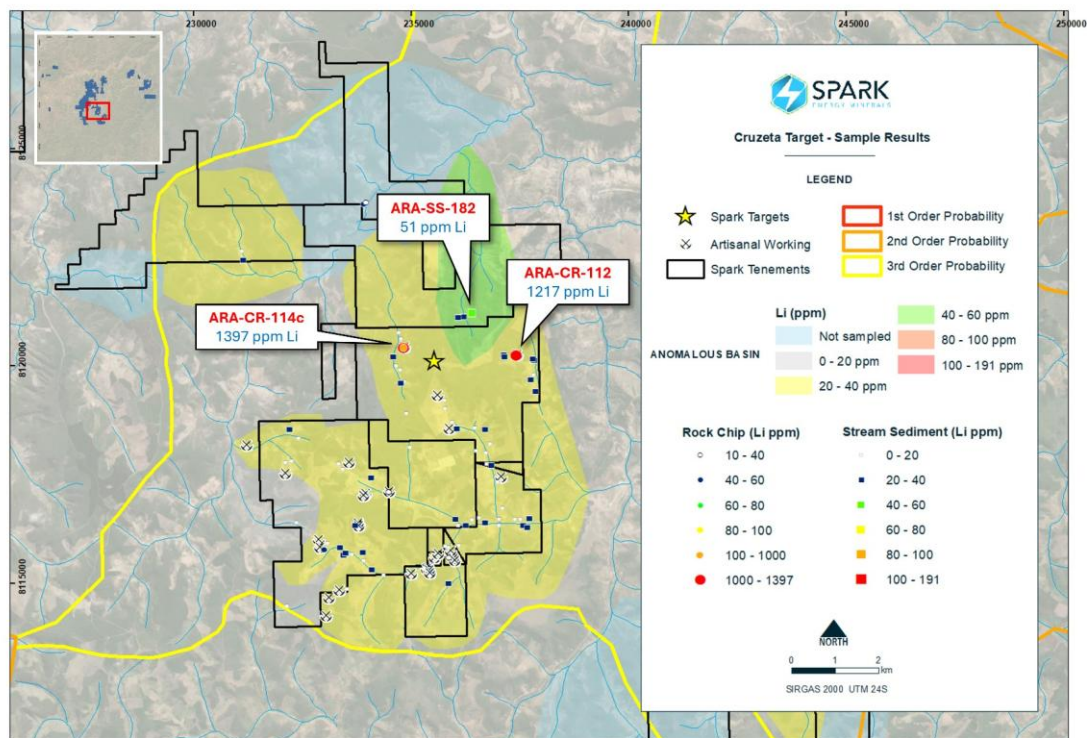 230000
235000
240000
245000
250000
8125000
8120000
8115000
ARA-SS-182
51 ppm Li
ARA-CR-112
1217 ppm Li
ARA-CR-114c
1397 ppm Li
SPARK
ENERGY MINERALS
Cruzeta Target - Sample Results
LEGEND
Spark Targets
Artisanal Working
Spark Tenements
1st Order Probability
2nd Order Probability
3rd Order Probability
Li (ppm)
ANOMALOUS BASIN
Not sampled
0 - 20 ppm
20 - 40 ppm
40 - 60 ppm
80 - 100 ppm
100 - 191 ppm
Rock Chip (Li ppm)
10 - 40
40 - 60
60 - 80
80 - 100
100 - 1000
1000 - 1397
Stream Sediment (Li ppm)
0 - 20
20 - 40
40 - 60
60 - 80
80 - 100
100 - 191
NORTH
0 1 2
km
SIRGAS 2000 UTM 24S